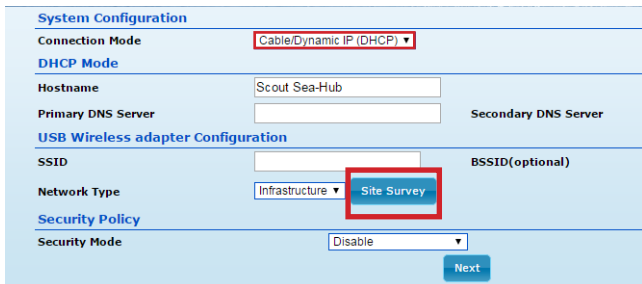 System Configuration
Connection Mode Cable/Dynamic IP (DHCP)
DHCP Mode
Hostname Scout Sea-Hub
Primary DNS Server Secondary DNS Server
USB Wireless adapter Configuration
SSID BSSID(optional)
Network Type Infrastructure Site Survey
Security Policy
Security Mode Disable
Next